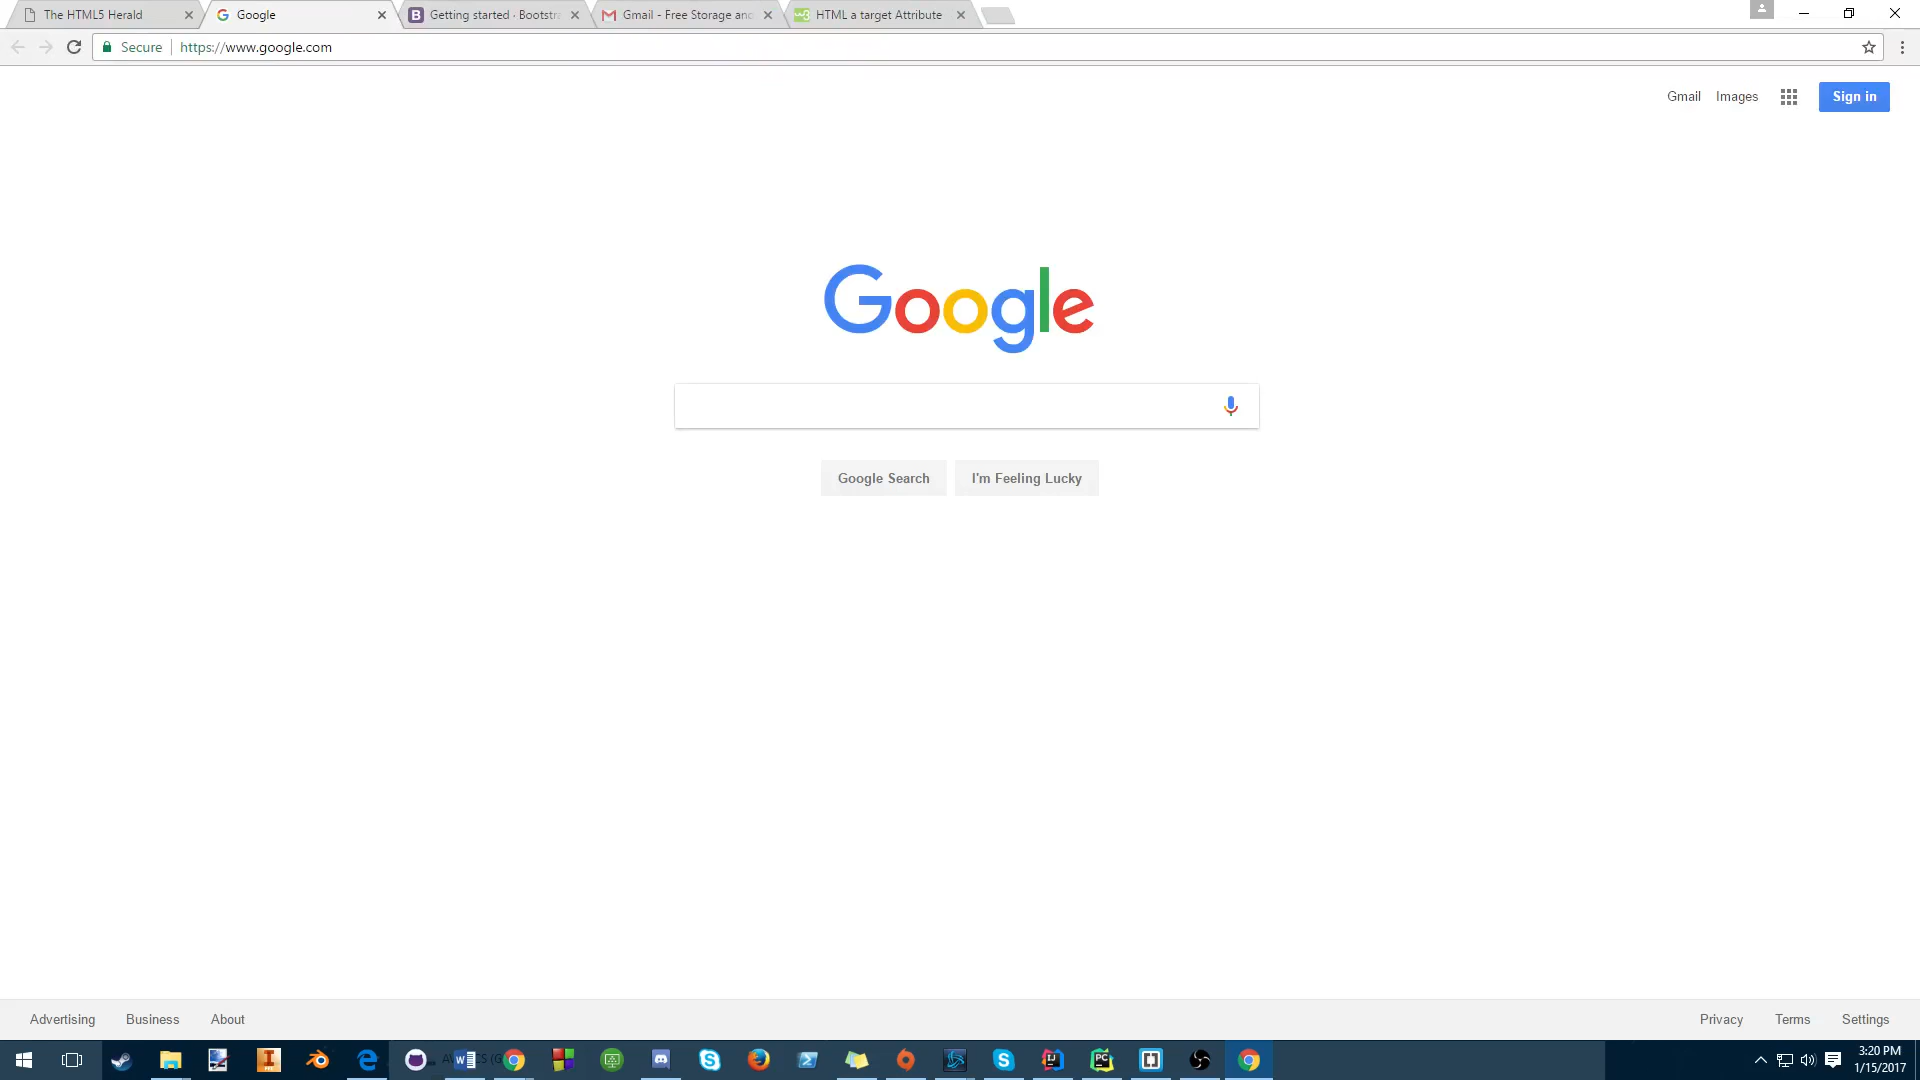 The HTML5 Herald
Google
Getting started · Bootstra
Gmail - Free Storage and
HTML a target Attribute
Secure
https://www.google.com
Gmail
Images
Sign in
Google
Google Search
I'm Feeling Lucky
Advertising
Business
About
Privacy
Terms
Settings
3:20 PM
1/15/2017